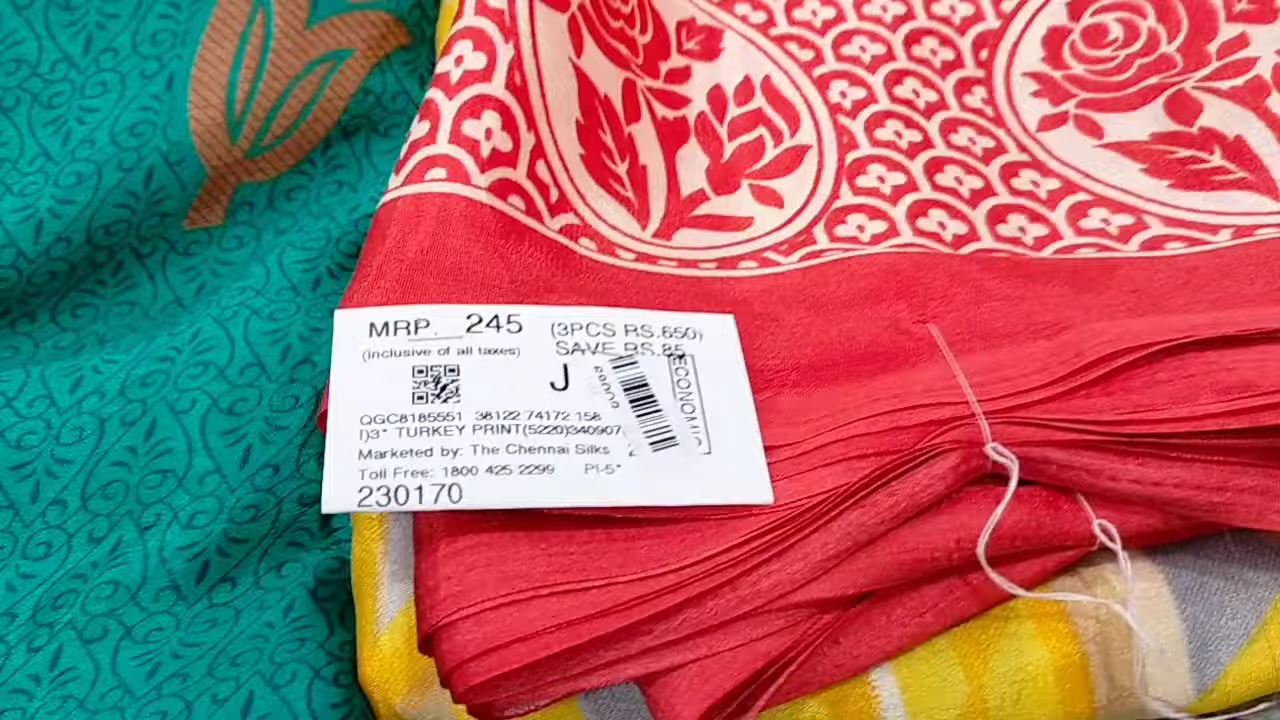 MRP. 245 (3PCS RS.650)
(inclusive of all taxes) SAVE RS.85
J
ECONOMIC
QGC8185551 38122 74172 158
I)3" TURKEY PRINT(5220)340907
Marketed by: The Chennai Silks
Toll Free: 1800 425 2299 PI-5"
230170